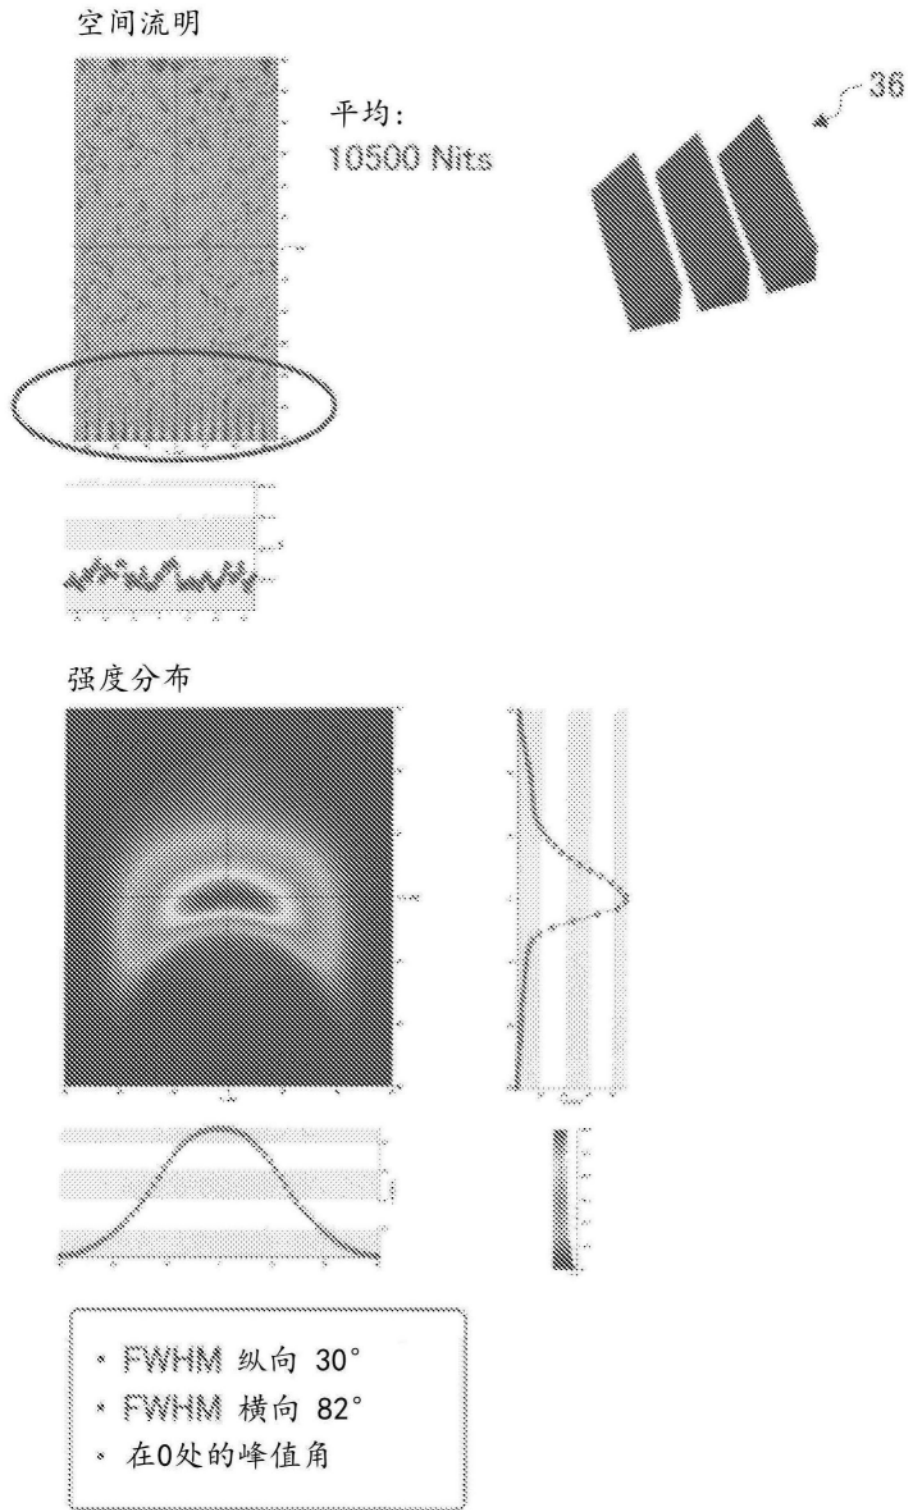 空间流明
平均:
10500 Nits
36
强度分布
• FWHM 纵向 30°
• FWHM 横向 82°
• 在0处的峰值角